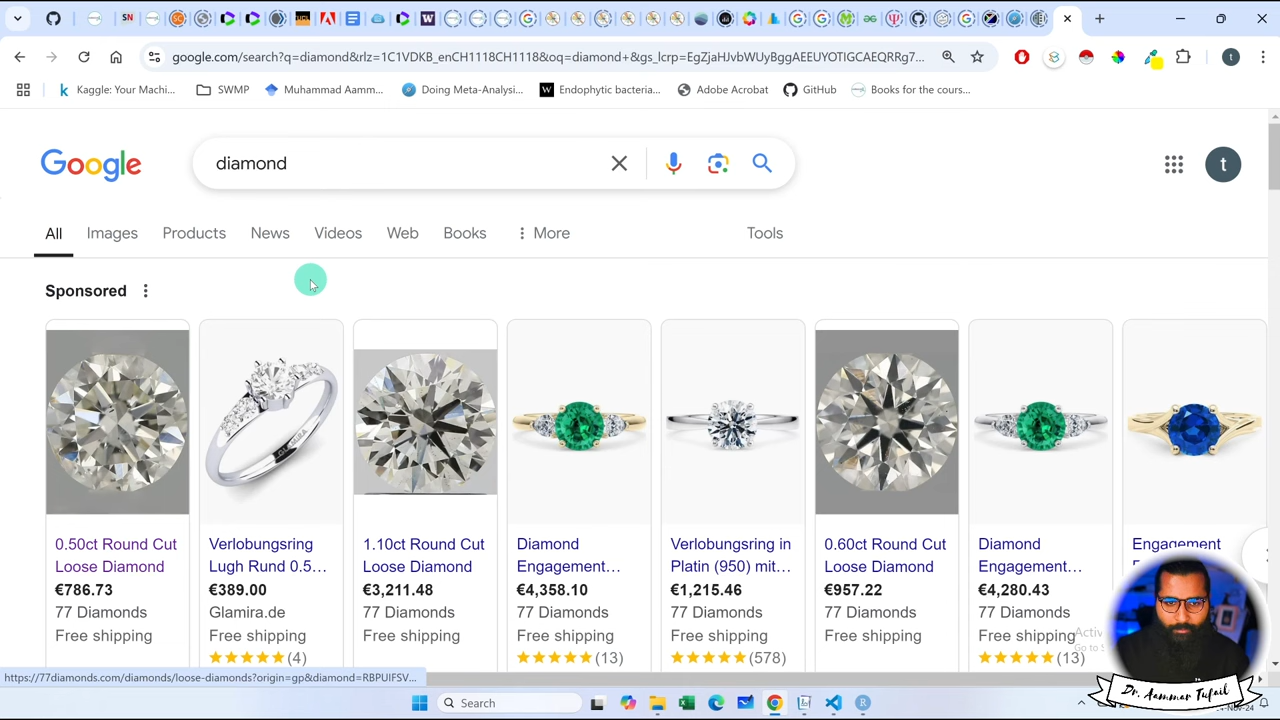 SN
NCL
W
google.com/search?q=diamond&rlz=1C1VDKB_enCH1118CH1118&oq=diamond+&gs_lcrp=EgZjaHJvbWUyBggAEEUYOTIGCAEQRRg7...
t
Kaggle: Your Machi...
SWMP
Muhammad Aamm...
Doing Meta-Analysi...
W Endophytic bacteria...
Adobe Acrobat
GitHub
Books for the cours...
Google
diamond
t
All
Images
Products
News
Videos
Web
Books
More
Tools
Sponsored
0.50ct Round Cut
Loose Diamond
€786.73
77 Diamonds
Free shipping
Verlobungsring
Lugh Rund 0.5...
€389.00
Glamira.de
Free shipping
(4)
1.10ct Round Cut
Loose Diamond
€3,211.48
77 Diamonds
Free shipping
Diamond
Engagement...
€4,358.10
77 Diamonds
Free shipping
(13)
Verlobungsring in
Platin (950) mit...
€1,215.46
77 Diamonds
Free shipping
(578)
0.60ct Round Cut
Loose Diamond
€957.22
77 Diamonds
Free shipping
Diamond
Engagement...
€4,280.43
77 Diamonds
Free shipping
(13)
Engagement
https://77diamonds.com/diamonds/loose-diamonds?origin=gp&diamond=RBPUIFSV...
Search
Dr. Aammar Tufail